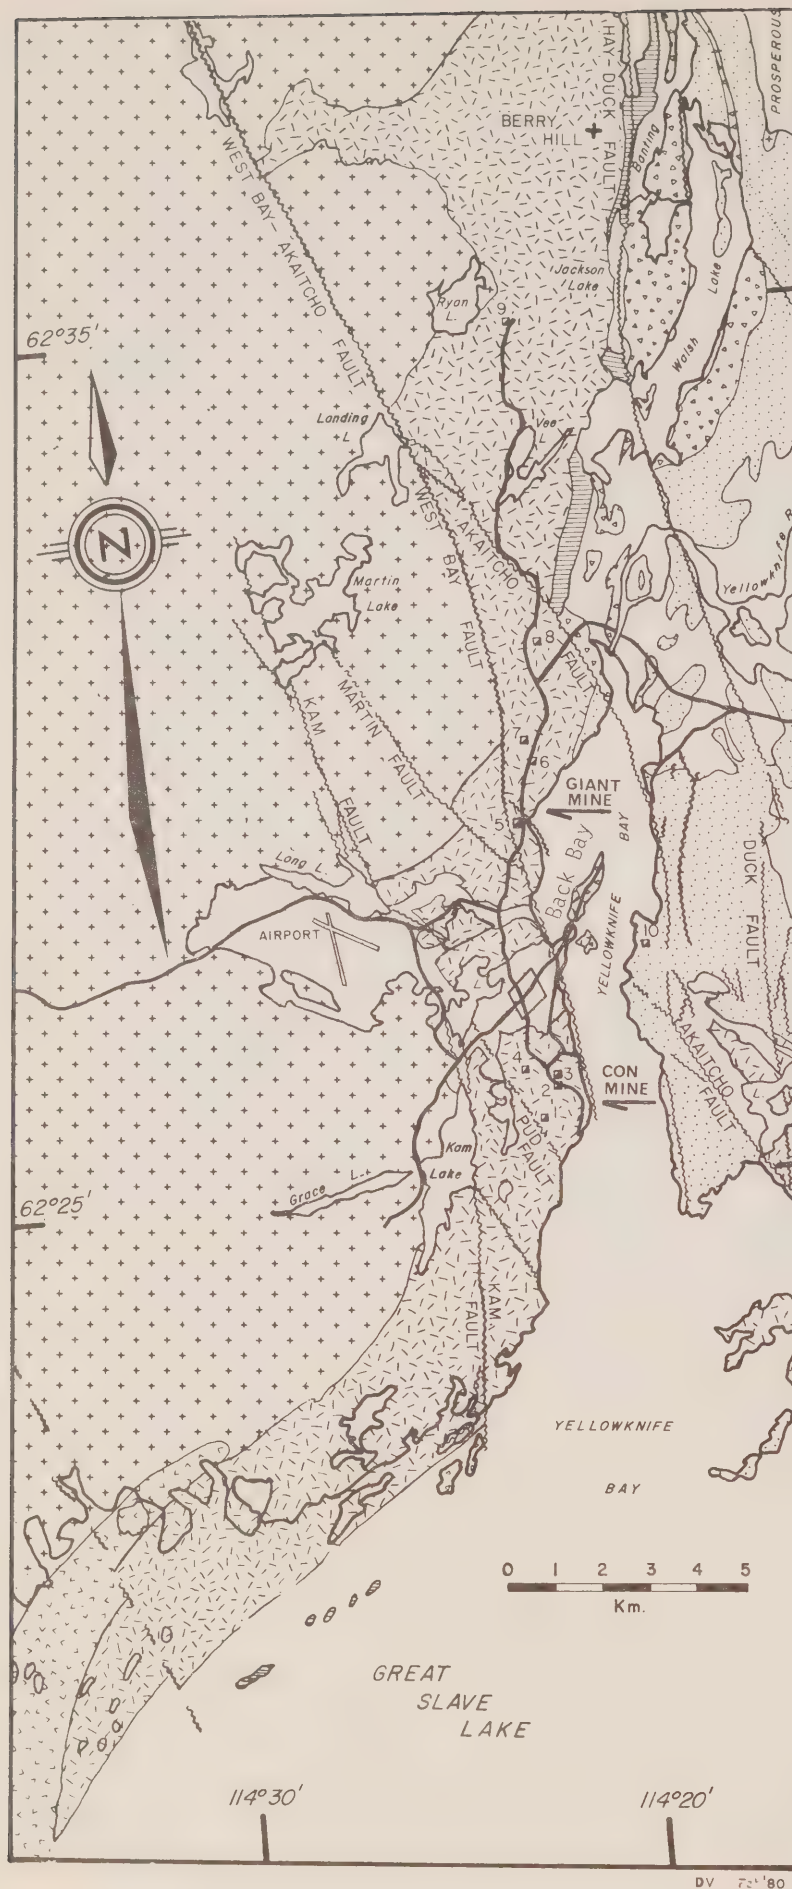 PROSPEROUS
HAY-DUCK FAULT
BERRY
HILL
Banting
Lake
Walsh
WEST BAY-AKAITCHO FAULT
Jackson
Lake
Ryan
L.
9
62°35'
Landing
L
Vee
WEST BAY FAULT
AKAITCHO
FAULT
N
Yellowknife R
Martin
Lake
8
KAM
FAULT
MARTIN FAULT
7
6
GIANT
MINE
5
Back Bay
YELLOWKNIFE
BAY
DUCK FAULT
Long L.
AIRPORT
10
AKAITCHO
FAULT
4
3
CON
MINE
2
1
PUD
FAULT
Kam
Lake
Grace L.
62°25'
KAM
FAULT
YELLOWKNIFE
BAY
0 1 2 3 4 5
Km.
GREAT
SLAVE
LAKE
114°30'
114°20'
DV '80